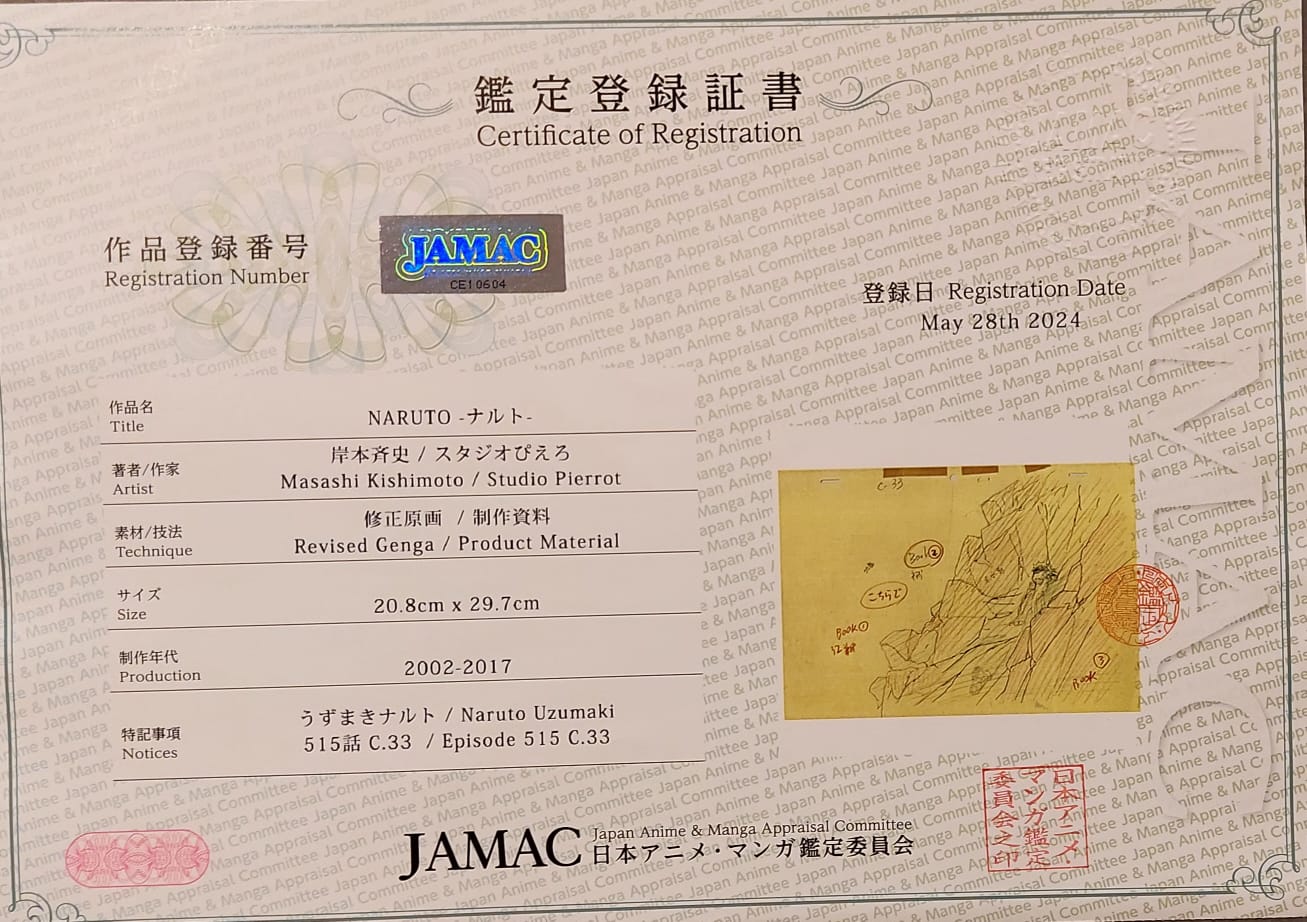 鑑定登録証書
Certificate of Registration
作品登録番号
Registration Number
JAMAC
CE10604
登録日 Registration Date
May 28th 2024
作品名
Title
NARUTO -ナルト-
著者/作家
Artist
岸本斉史 / スタジオぴえろ
Masashi Kishimoto / Studio Pierrot
素材/技法
Technique
修正原画 / 制作資料
Revised Genga / Product Material
サイズ
Size
20.8cm x 29.7cm
制作年代
Production
2002-2017
特記事項
Notices
うずまきナルト / Naruto Uzumaki
515話 C.33 / Episode 515 C.33
C-33
Book②
こちらで
Book①
Book
③
JAMAC
Japan Anime & Manga Appraisal Committee
日本アニメ・マンガ鑑定委員会
日本アニメ・
マンガ鑑定
委員会之印